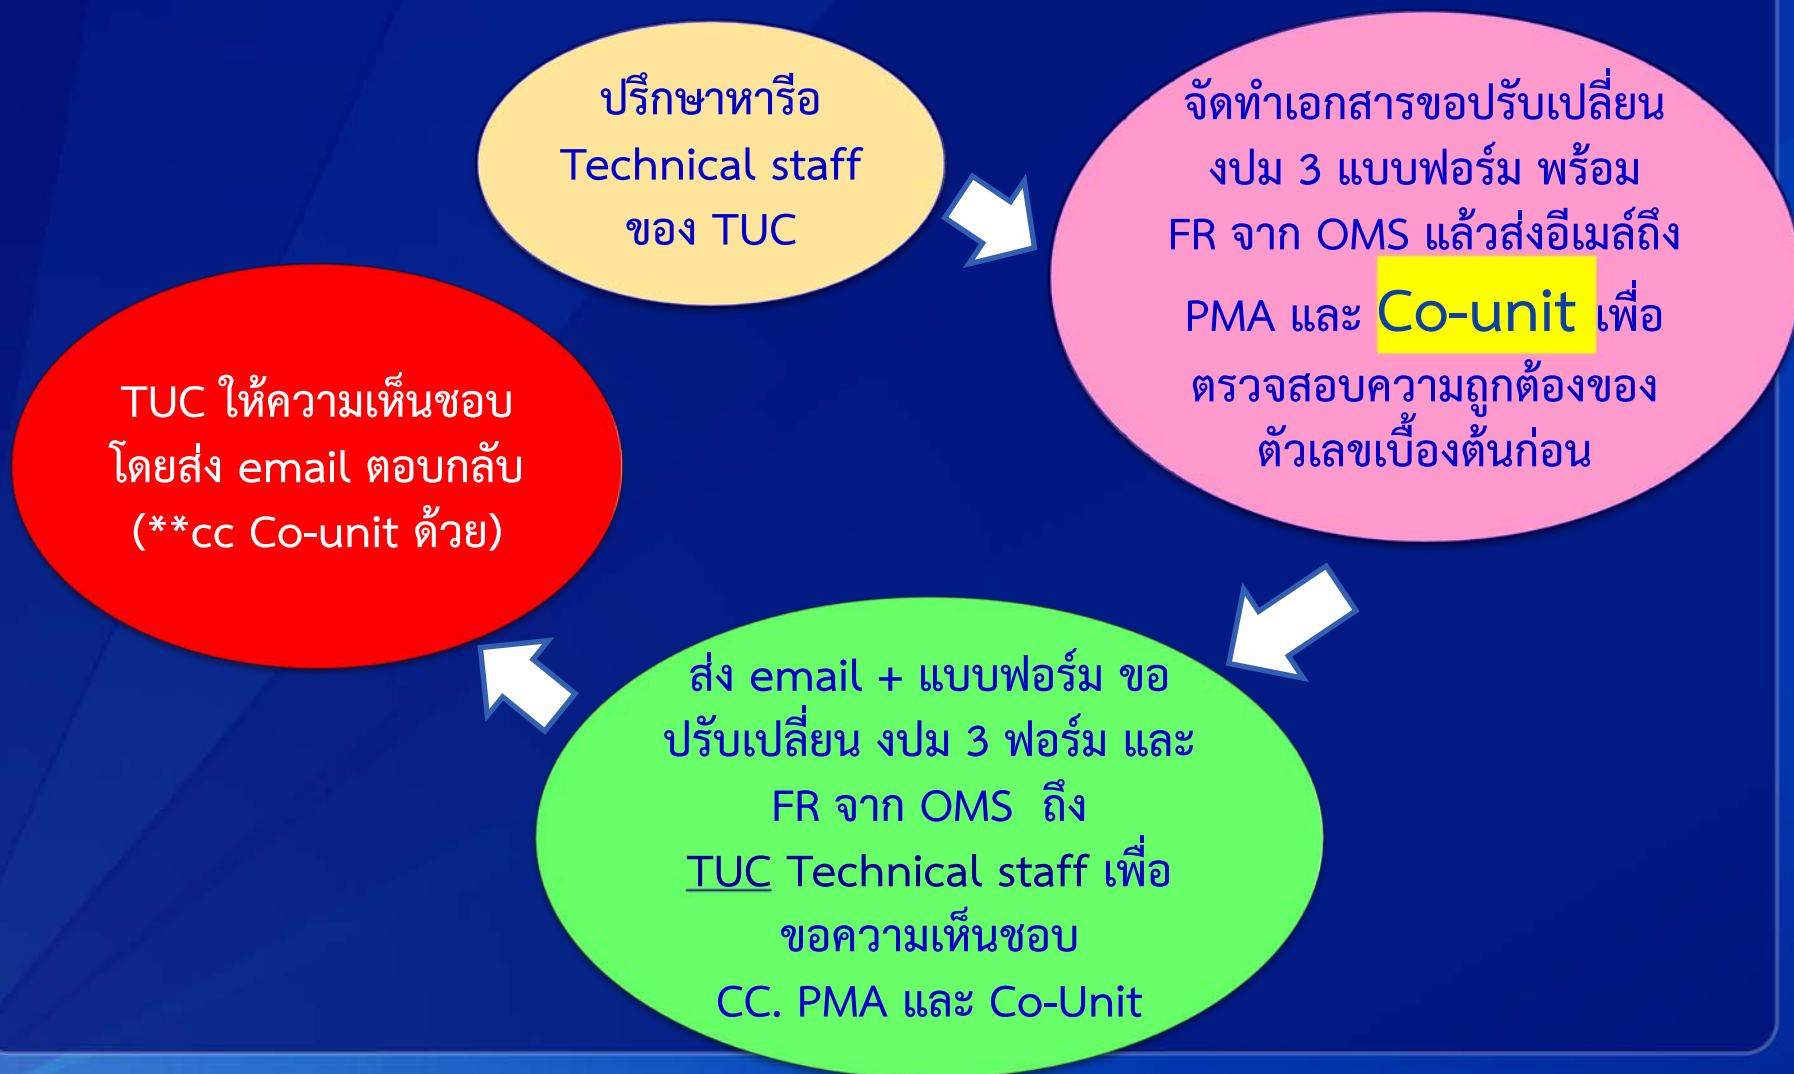 ปรึกษาหารือ
Technical staff
ของ TUC
จัดทำเอกสารขอปรับเปลี่ยน
งปม 3 แบบฟอร์ม พร้อม
FR จาก OMS แล้วส่งอีเมล์ถึง
PMA และ Co-unit เพื่อ
ตรวจสอบความถูกต้องของ
ตัวเลขเบื้องต้นก่อน
ส่ง email + แบบฟอร์ม ขอ
ปรับเปลี่ยน งปม 3 ฟอร์ม และ
FR จาก OMS ถึง
TUC Technical staff เพื่อ
ขอความเห็นชอบ
CC. PMA และ Co-Unit
TUC ให้ความเห็นชอบ
โดยส่ง email ตอบกลับ
(**cc Co-unit ด้วย)